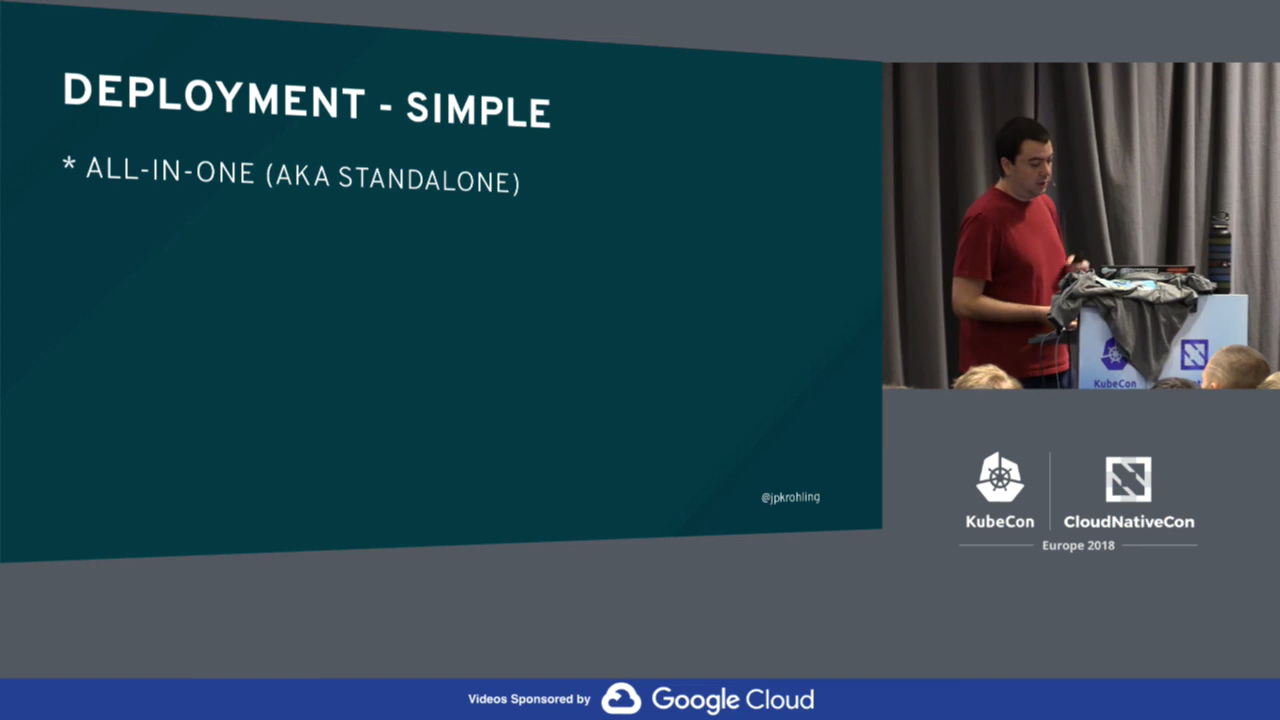 DEPLOYMENT - SIMPLE
* ALL-IN-ONE (AKA STANDALONE)
@jpkrohling
KubeCon
KubeCon
CloudNativeCon
Europe 2018
Videos Sponsored by Google Cloud